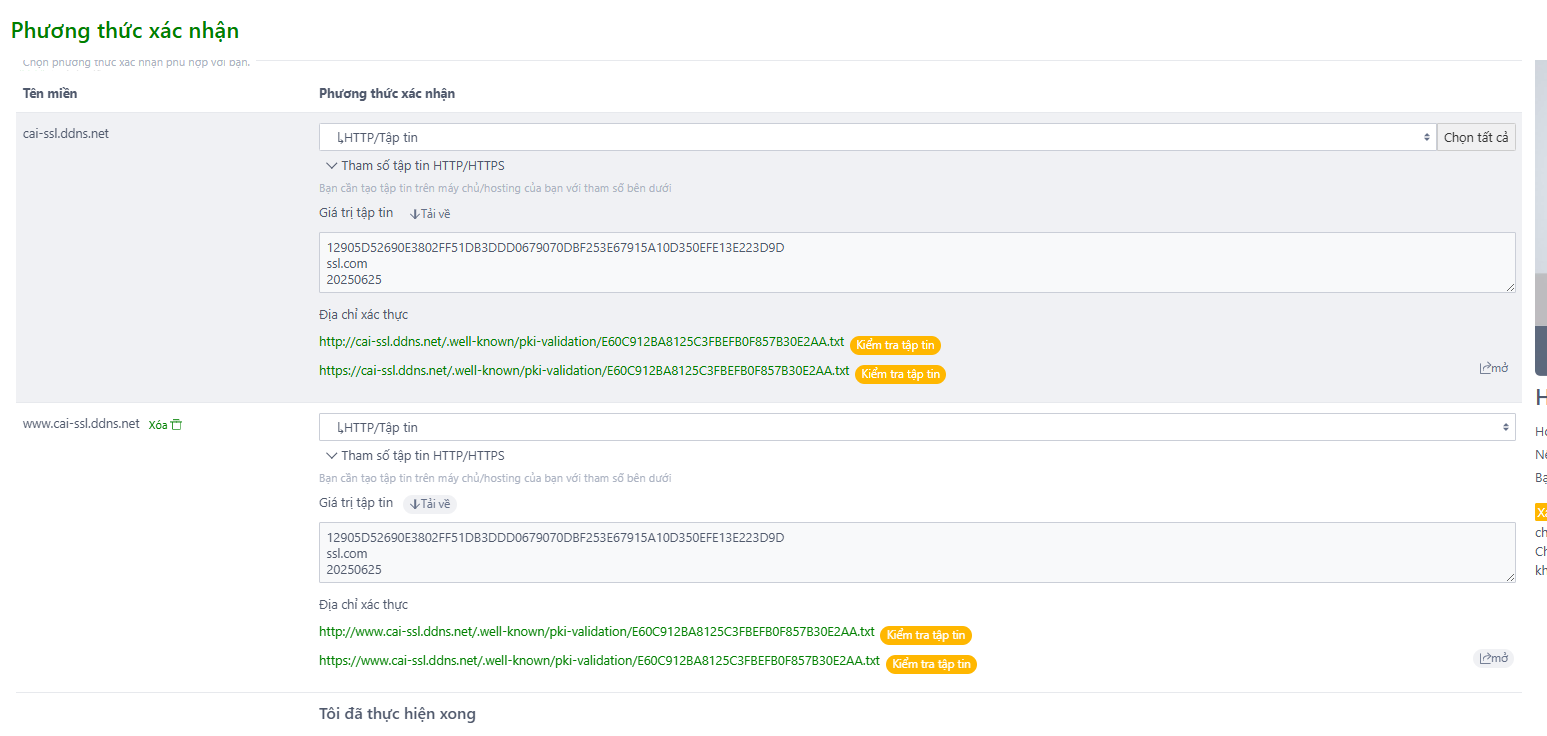 Phương thức xác nhận
Chọn phương thức xác nhận phù hợp với bạn.
Tên miền Phương thức xác nhận
cai-ssl.ddns.net ↳HTTP/Tập tin Chọn tất cả
Tham số tập tin HTTP/HTTPS
Bạn cần tạo tập tin trên máy chủ/hosting của bạn với tham số bên dưới
Giá trị tập tin Tải về
12905D52690E3802FF51DB3DDD0679070DBF253E67915A10D350EFE13E223D9D
ssl.com
20250625
Địa chỉ xác thực
http://cai-ssl.ddns.net/.well-known/pki-validation/E60C912BA8125C3FBEFB0F857B30E2AA.txt Kiểm tra tập tin
https://cai-ssl.ddns.net/.well-known/pki-validation/E60C912BA8125C3FBEFB0F857B30E2AA.txt Kiểm tra tập tin mở
www.cai-ssl.ddns.net Xóa ↳HTTP/Tập tin
Tham số tập tin HTTP/HTTPS
Bạn cần tạo tập tin trên máy chủ/hosting của bạn với tham số bên dưới
Giá trị tập tin Tải về
12905D52690E3802FF51DB3DDD0679070DBF253E67915A10D350EFE13E223D9D
ssl.com
20250625
Địa chỉ xác thực
http://www.cai-ssl.ddns.net/.well-known/pki-validation/E60C912BA8125C3FBEFB0F857B30E2AA.txt Kiểm tra tập tin
https://www.cai-ssl.ddns.net/.well-known/pki-validation/E60C912BA8125C3FBEFB0F857B30E2AA.txt Kiểm tra tập tin mở
Tôi đã thực hiện xong